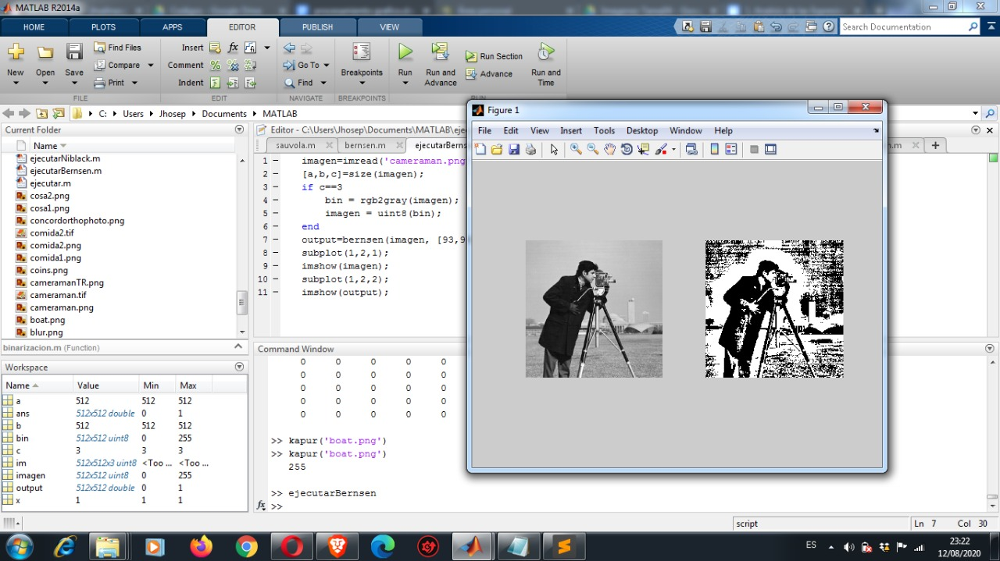 MATLAB R2014a
HOME PLOTS APPS EDITOR PUBLISH VIEW Search Documentation
New Open Save Find Files Compare Print
Insert Comment Indent fx
Go To Find
Breakpoints
Run Run and Advance Run Section Advance Run and Time
FILE EDIT NAVIGATE BREAKPOINTS RUN
C: Users Jhosep Documents MATLAB
Current Folder
Name
ejecutarNiblack.m
ejecutarBernsen.m
ejecutar.m
cosa2.png
cosa1.png
concordorthophoto.png
comida2.tif
comida2.png
comida1.png
coins.png
cameramanTR.png
cameraman.tif
cameraman.png
boat.png
blur.png
binarizacion.m (Function)
Workspace
Name Value Min Max
a 512 512 512
ans 512x512 double 0 1
b 512 512 512
bin 512x512 uint8 0 255
c 3 3 3
im 512x512x3 uint8 <Too ... <Too ...
imagen 512x512 uint8 0 255
output 512x512 double 0 1
x 1 1 1
Editor - C:\Users\Jhosep\Documents\MATLAB\eje
sauvola.m bernsen.m ejecutarBerns
1 imagen=imread('cameraman.png
2 [a,b,c]=size(imagen);
3 if c==3
4 bin = rgb2gray(imagen);
5 imagen = uint8(bin);
6 end
7 output=bernsen(imagen, [93,9
8 subplot(1,2,1);
9 imshow(imagen);
10 subplot(1,2,2);
11 imshow(output);
Command Window
0 0 0 0 0
0 0 0 0 0
0 0 0 0 0
0 0 0 0 0
0 0 0 0 0
>> kapur('boat.png')
>> kapur('boat.png')
255
>> ejecutarBernsen
fx >>
Figure 1
File Edit View Insert Tools Desktop Window Help
script Ln 7 Col 30
ES 23:22
12/08/2020